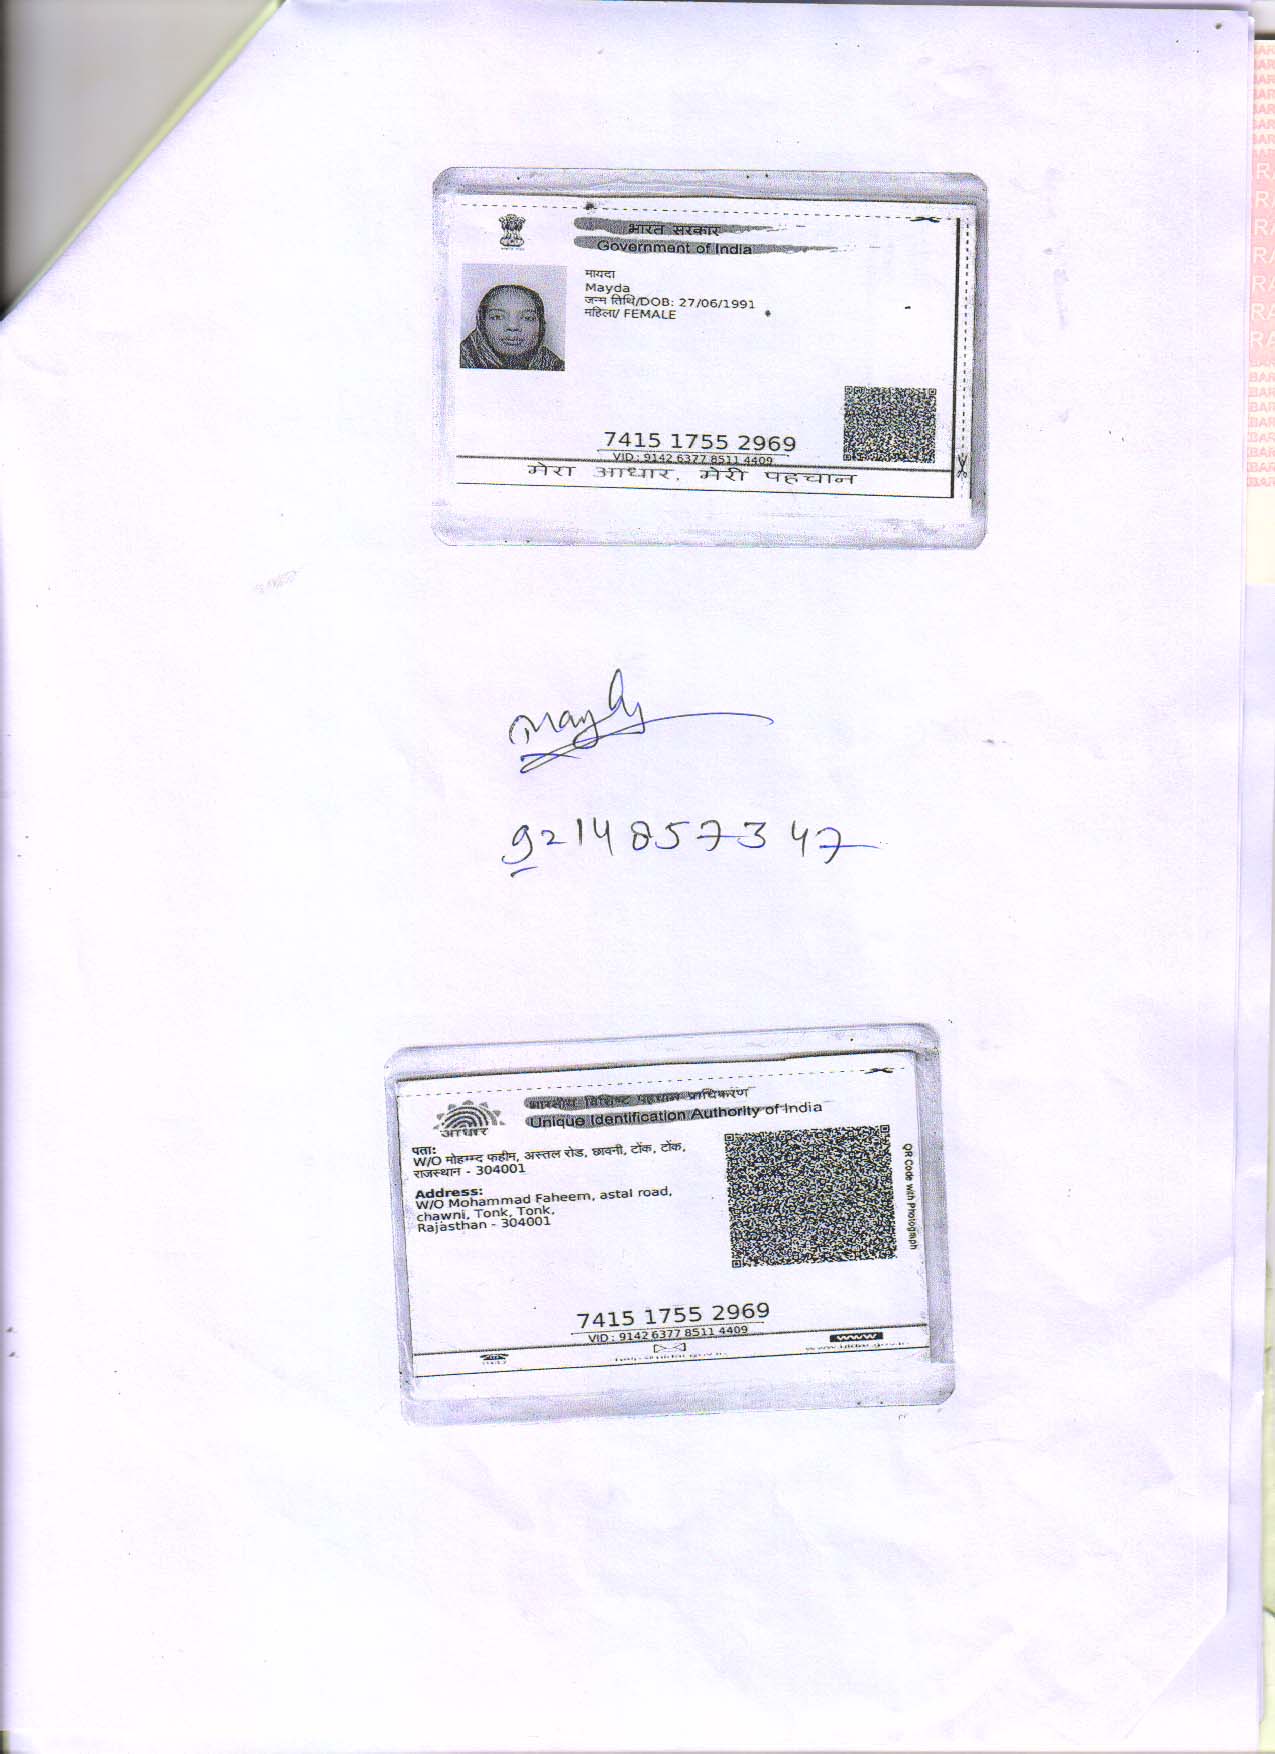 भारत सरकार
Government of India
मायदा
Mayda
जन्म तिथि/DOB: 27/06/1991
महिला/ FEMALE
7415 1755 2969
VID: 9142 6377 8511 4409
मेरा आधार, मेरी पहचान
Mayda
9214857347
भारतीय विशिष्ट पहचान प्राधिकरण
Unique Identification Authority of India
आधार
पता:
W/O मोहम्म्द फहीम, अस्तल रोड, छावनी, टोंक, टोंक,
राजस्थान - 304001
Address:
W/O Mohammad Faheem, astal road,
chawni, Tonk, Tonk,
Rajasthan - 304001
QR Code with Photograph
7415 1755 2969
VID : 9142 6377 8511 4409
www